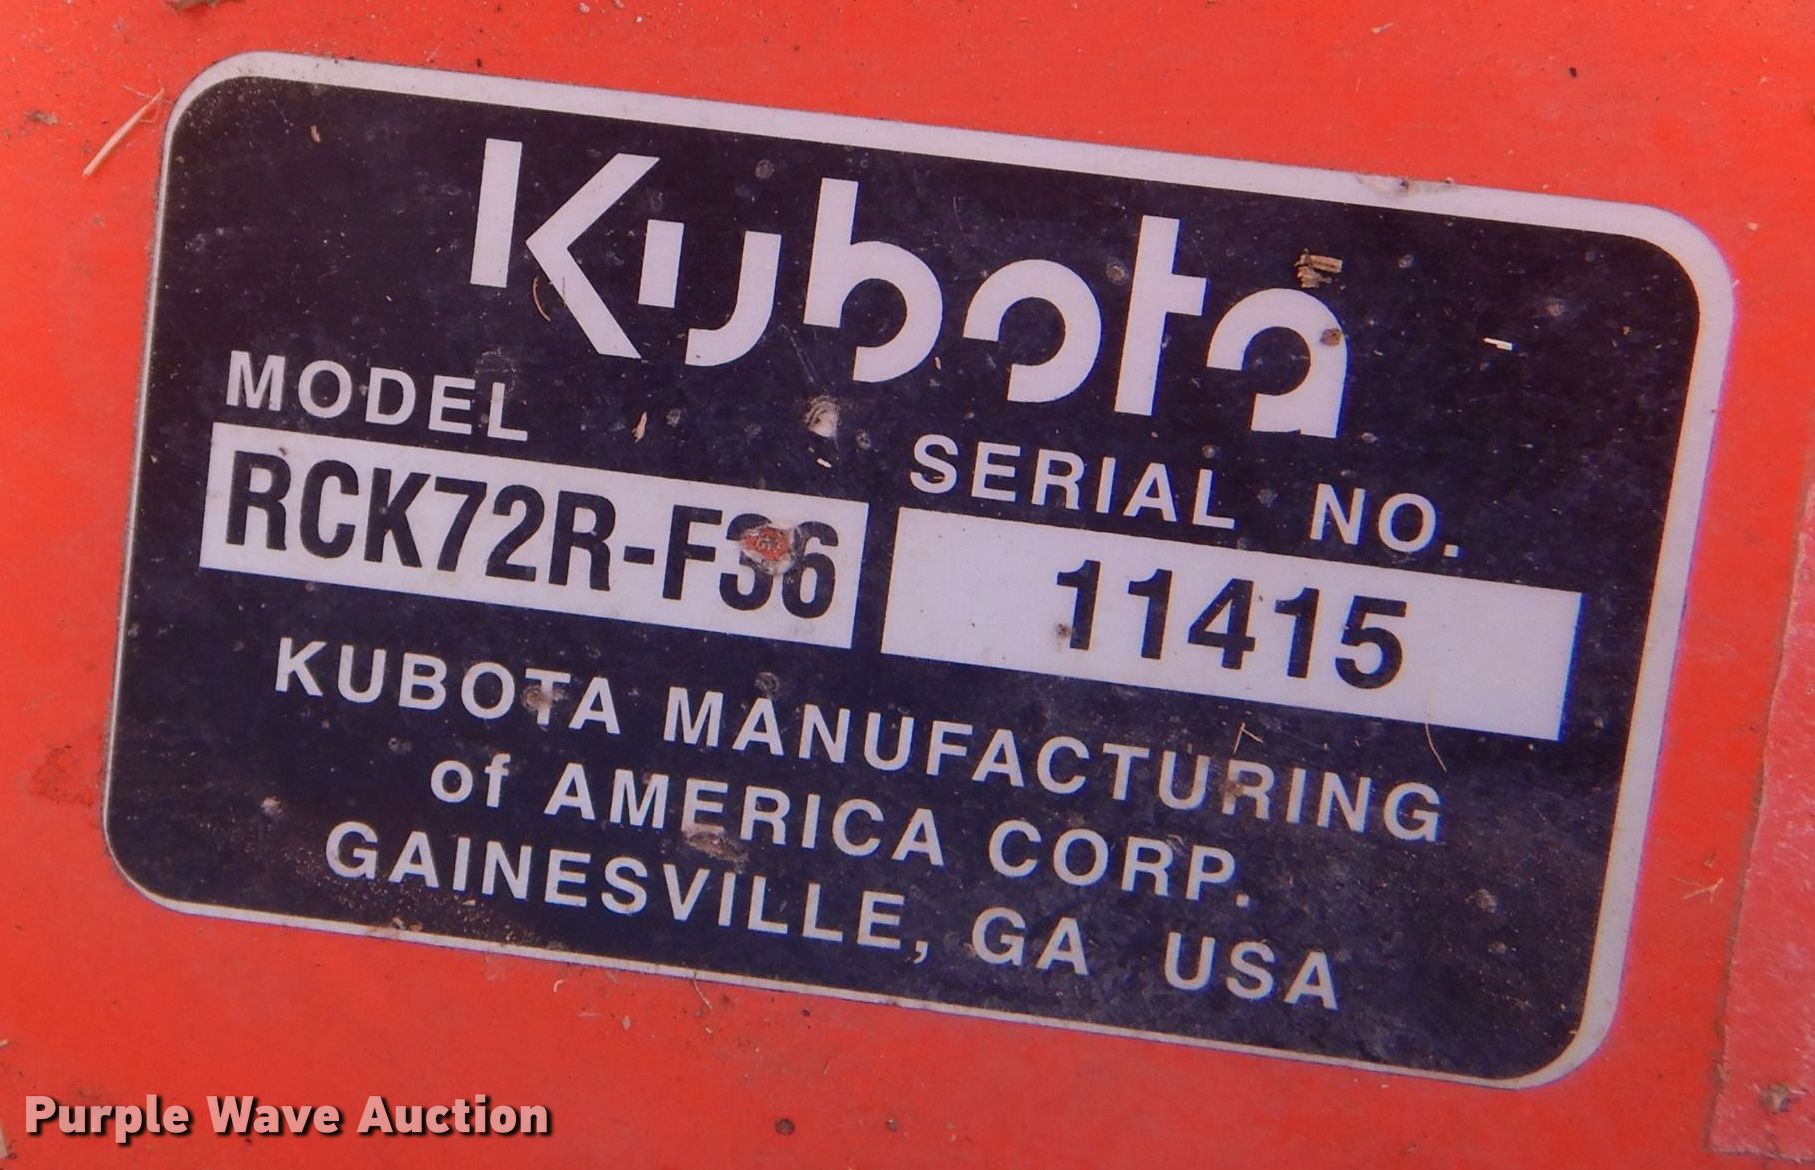 Kubota
MODEL SERIAL NO.
RCK72R-F36 11415
KUBOTA MANUFACTURING
of AMERICA CORP.
GAINESVILLE, GA USA
Purple Wave Auction